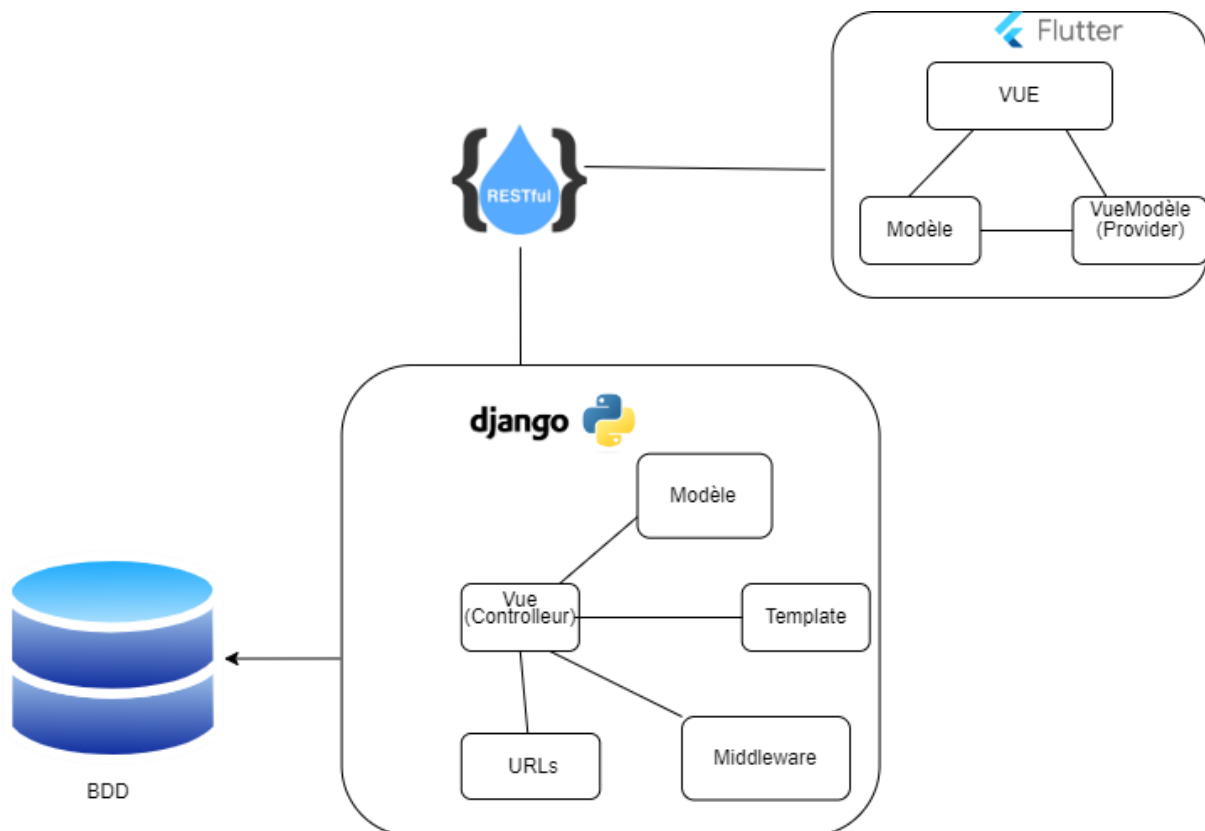 Flutter
VUE
Modèle
VueModèle
(Provider)
RESTful
django
Modèle
Vue
(Controlleur)
Template
URLs
Middleware
BDD